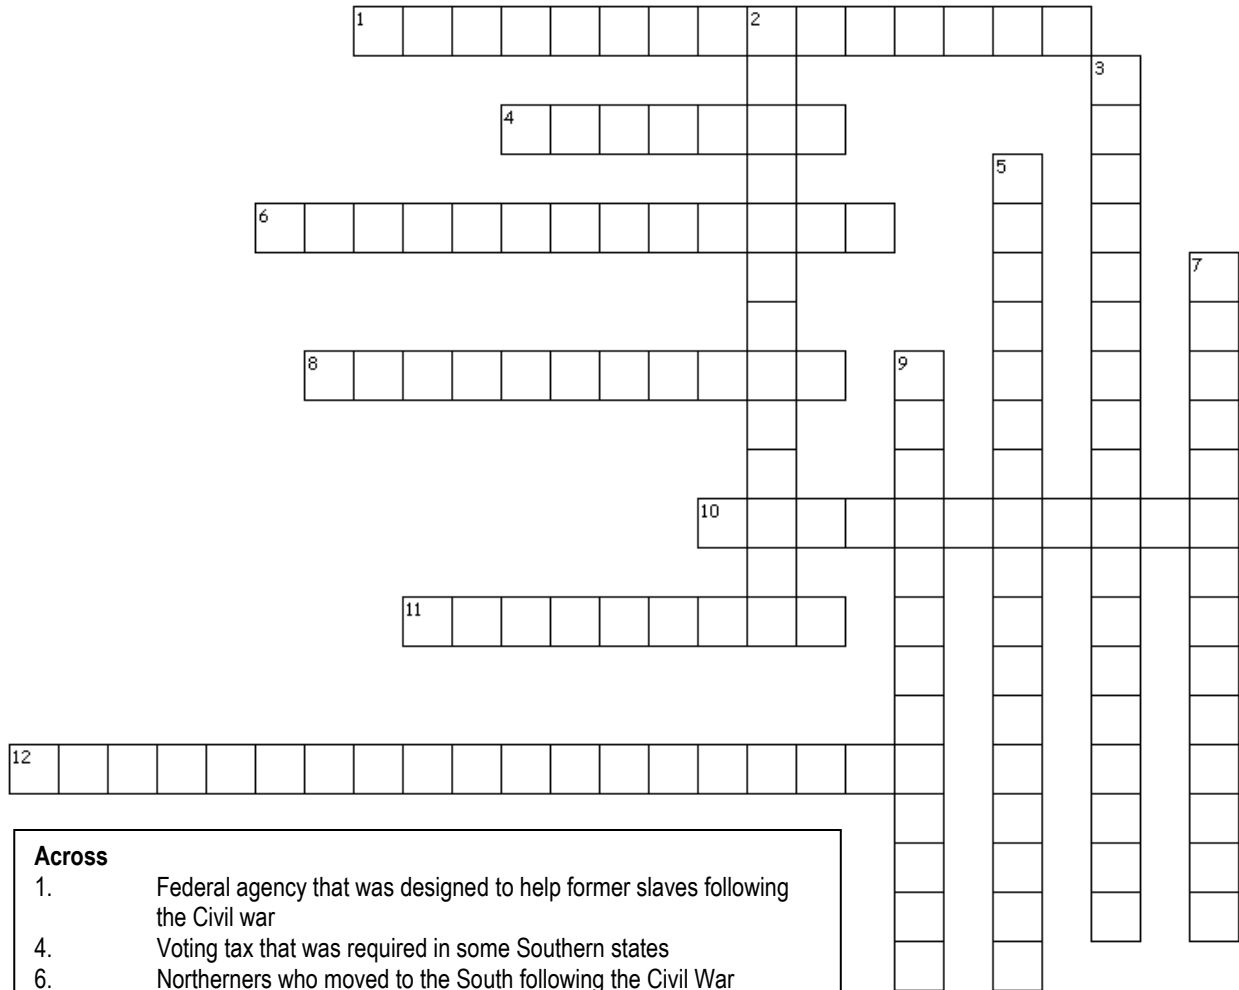 1 2
3
4
5
6
7
8 9
10
11
12
Across
1. Federal agency that was designed to help former slaves following
the Civil war
4. Voting tax that was required in some Southern states
6. Northerners who moved to the South following the Civil War